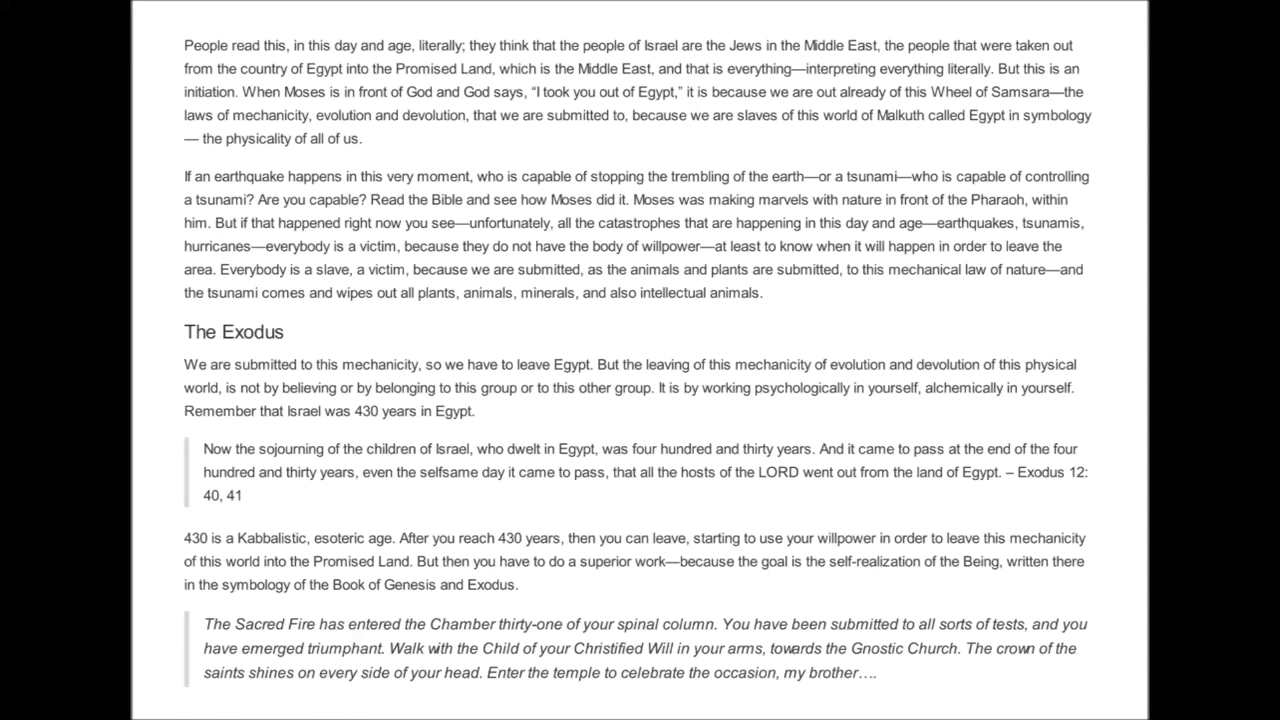 People read this, in this day and age, literally; they think that the people of Israel are the Jews in the Middle East, the people that were taken out
from the country of Egypt into the Promised Land, which is the Middle East, and that is everything—interpreting everything literally. But this is an
initiation. When Moses is in front of God and God says, “I took you out of Egypt,” it is because we are out already of this Wheel of Samsara—the
laws of mechanicity, evolution and devolution, that we are submitted to, because we are slaves of this world of Malkuth called Egypt in symbology
— the physicality of all of us.
If an earthquake happens in this very moment, who is capable of stopping the trembling of the earth—or a tsunami—who is capable of controlling
a tsunami? Are you capable? Read the Bible and see how Moses did it. Moses was making marvels with nature in front of the Pharaoh, within
him. But if that happened right now you see—unfortunately, all the catastrophes that are happening in this day and age—earthquakes, tsunamis,
hurricanes—everybody is a victim, because they do not have the body of willpower—at least to know when it will happen in order to leave the
area. Everybody is a slave, a victim, because we are submitted, as the animals and plants are submitted, to this mechanical law of nature—and
the tsunami comes and wipes out all plants, animals, minerals, and also intellectual animals.
The Exodus
We are submitted to this mechanicity, so we have to leave Egypt. But the leaving of this mechanicity of evolution and devolution of this physical
world, is not by believing or by belonging to this group or to this other group. It is by working psychologically in yourself, alchemically in yourself.
Remember that Israel was 430 years in Egypt.
Now the sojourning of the children of Israel, who dwelt in Egypt, was four hundred and thirty years. And it came to pass at the end of the four
hundred and thirty years, even the selfsame day it came to pass, that all the hosts of the LORD went out from the land of Egypt. – Exodus 12:
40, 41
430 is a Kabbalistic, esoteric age. After you reach 430 years, then you can leave, starting to use your willpower in order to leave this mechanicity
of this world into the Promised Land. But then you have to do a superior work—because the goal is the self-realization of the Being, written there
in the symbology of the Book of Genesis and Exodus.
The Sacred Fire has entered the Chamber thirty-one of your spinal column. You have been submitted to all sorts of tests, and you
have emerged triumphant. Walk with the Child of your Christified Will in your arms, towards the Gnostic Church. The crown of the
saints shines on every side of your head. Enter the temple to celebrate the occasion, my brother….